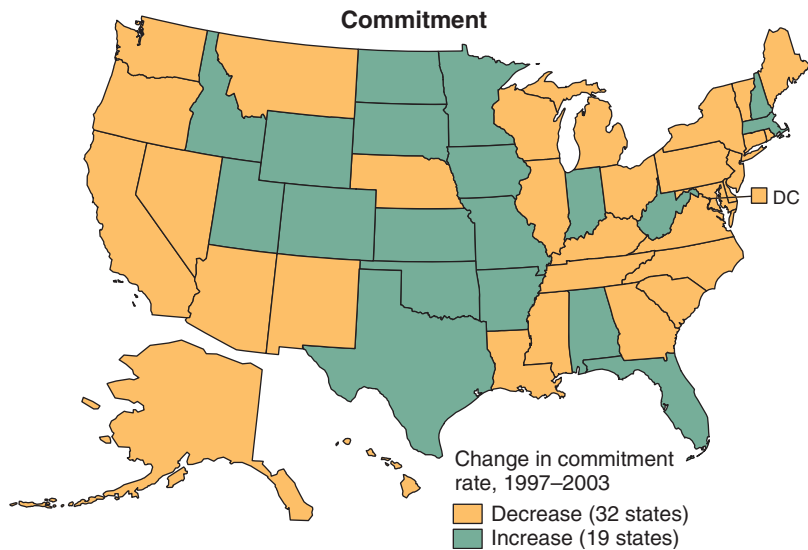 Commitment
DC
Change in commitment
rate, 1997–2003
Decrease (32 states)
Increase (19 states)